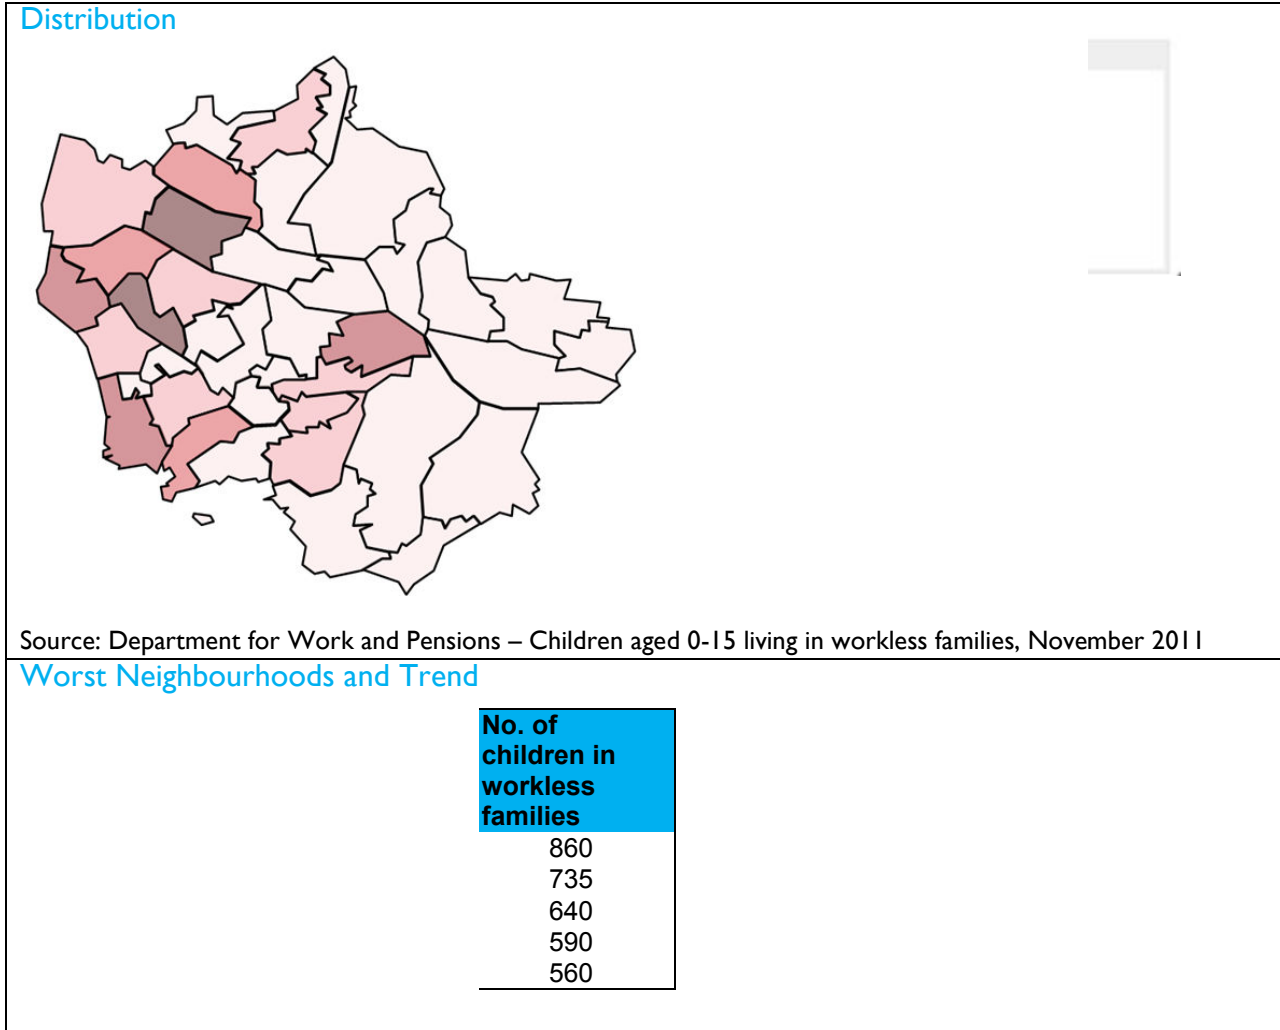 Distribution
Source: Department for Work and Pensions – Children aged 0-15 living in workless families, November 2011
Worst Neighbourhoods and Trend
No. of
children in
workless
families
860
735
640
590
560